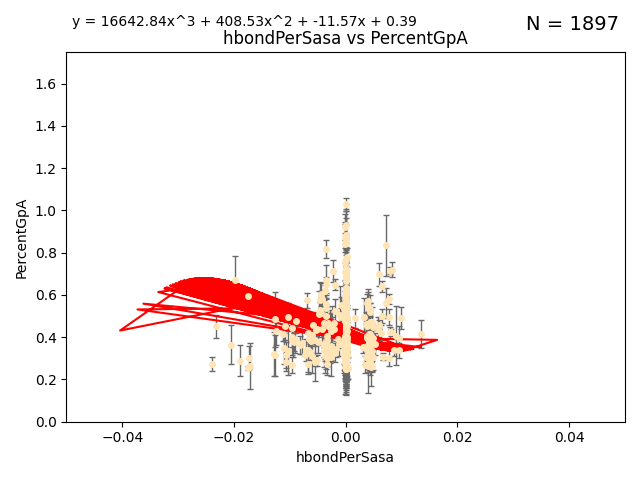 y = 16642.84x^3 + 408.53x^2 + -11.57x + 0.39
N = 1897
hbondPerSasa vs PercentGpA
PercentGpA
1.6
1.4
1.2
1.0
0.8
0.6
0.4
0.2
0.0
−0.04 −0.02 0.00 0.02 0.04
hbondPerSasa